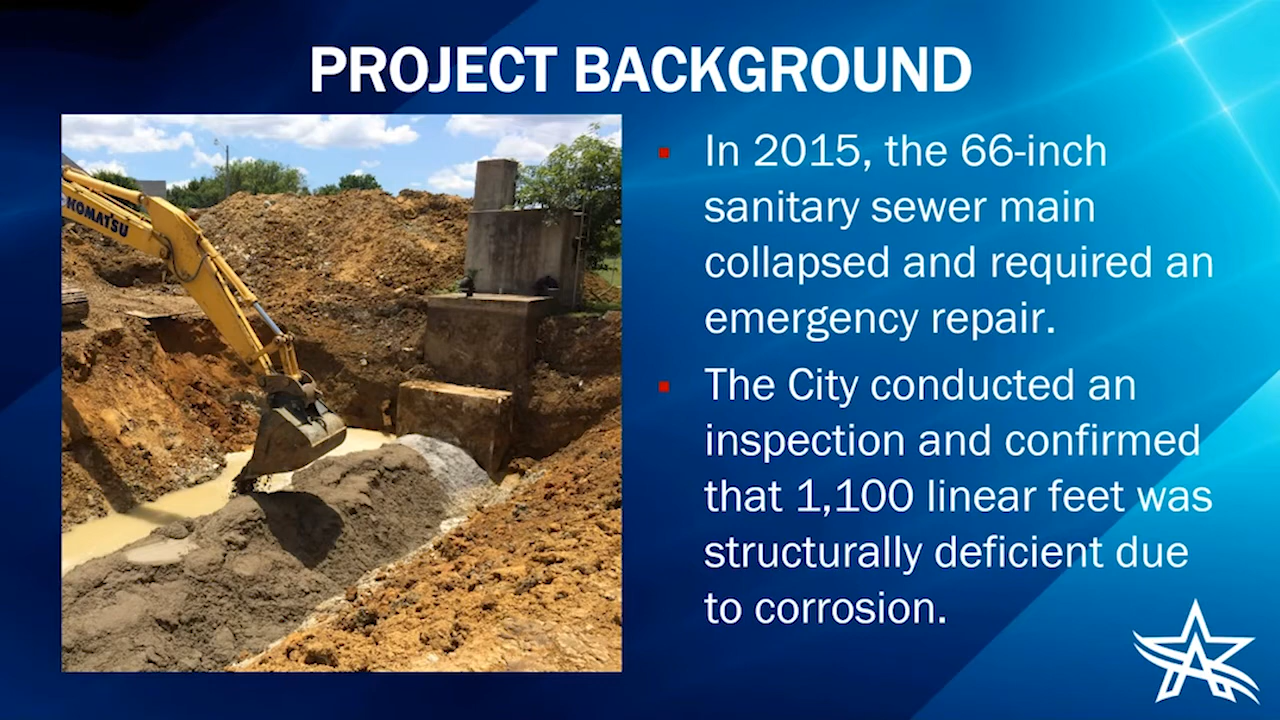 PROJECT BACKGROUND
KOMATSU
In 2015, the 66-inch
sanitary sewer main
collapsed and required an
emergency repair.
The City conducted an
inspection and confirmed
that 1,100 linear feet was
structurally deficient due
to corrosion.